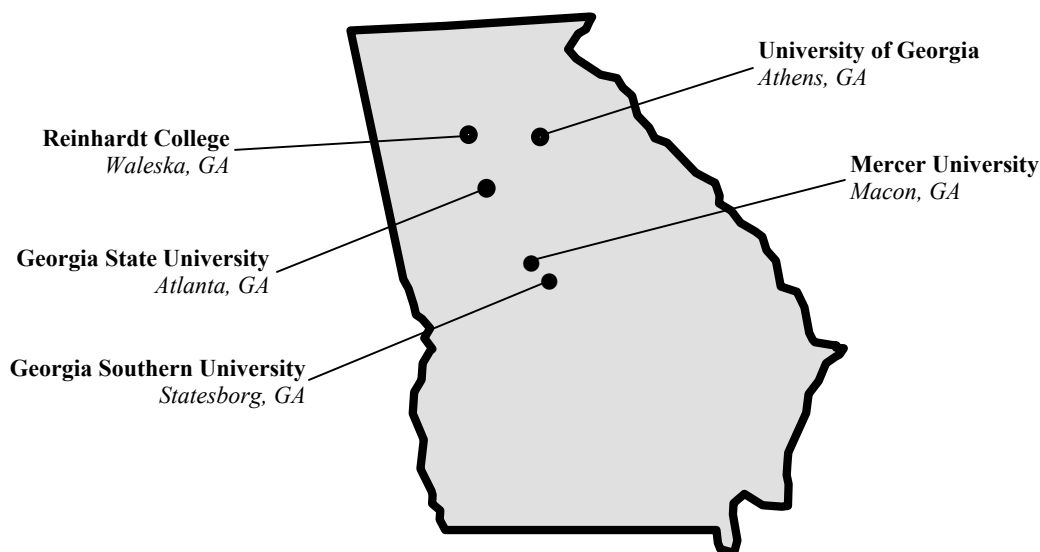 University of Georgia
Athens, GA
Reinhardt College
Waleska, GA
Mercer University
Macon, GA
Georgia State University
Atlanta, GA
Georgia Southern University
Statesborg, GA